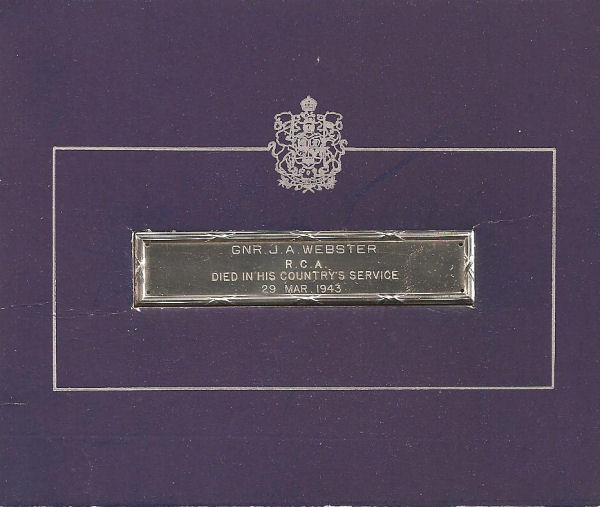 GNR. J. A. WEBSTER
R. C. A.
DIED IN HIS COUNTRY'S SERVICE
29 MAR. 1943